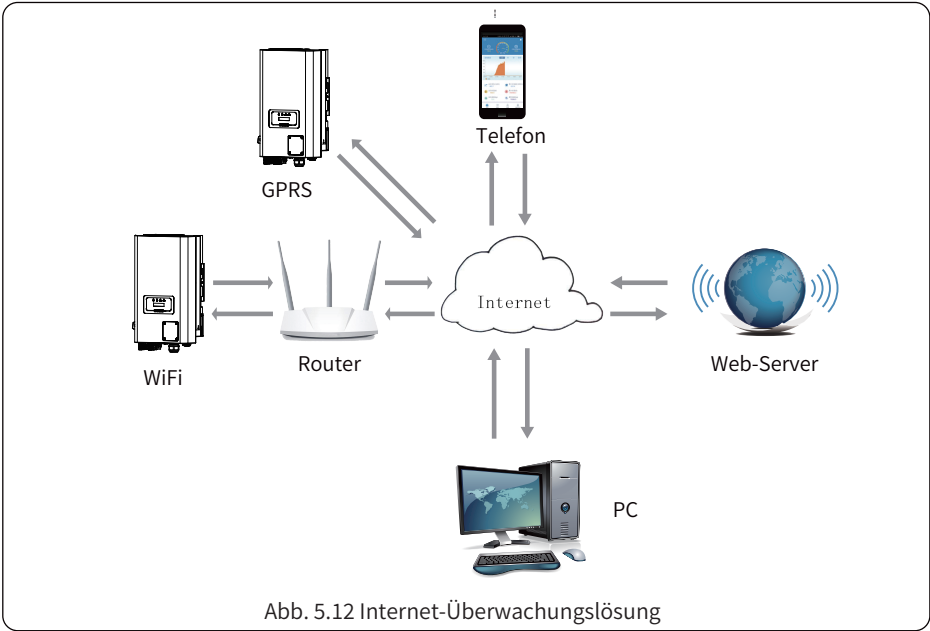 Telefon
GPRS
Internet
WiFi
Router
Web-Server
PC
Abb. 5.12 Internet-Überwachungslösung